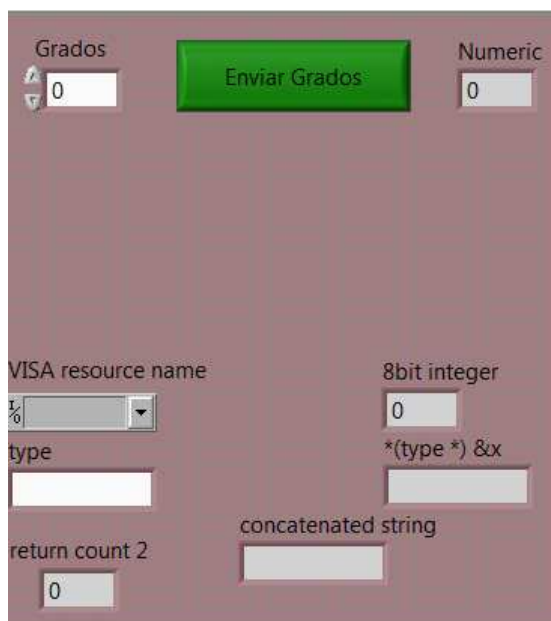 Grados
0
Enviar Grados
Numeric
0
VISA resource name
8bit integer
I/O
0
type
*(type *) &x
concatenated string
return count 2
0